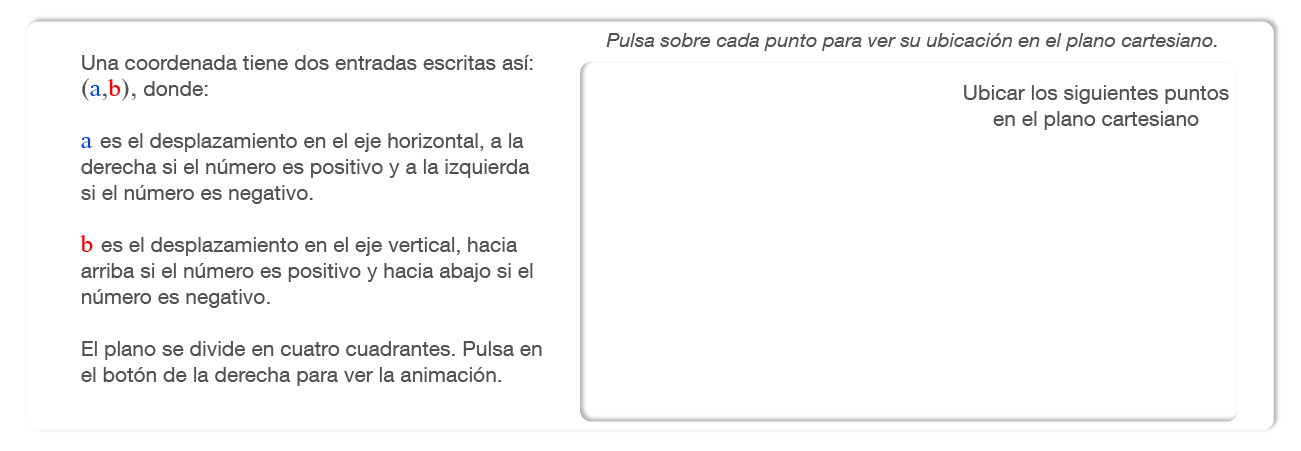 Una coordenada tiene dos entradas escritas así:
(a,b), donde:
a es el desplazamiento en el eje horizontal, a la
derecha si el número es positivo y a la izquierda
si el número es negativo.
b es el desplazamiento en el eje vertical, hacia
arriba si el número es positivo y hacia abajo si el
número es negativo.
El plano se divide en cuatro cuadrantes. Pulsa en
el botón de la derecha para ver la animación.
Pulsa sobre cada punto para ver su ubicación en el plano cartesiano.
Ubicar los siguientes puntos
en el plano cartesiano